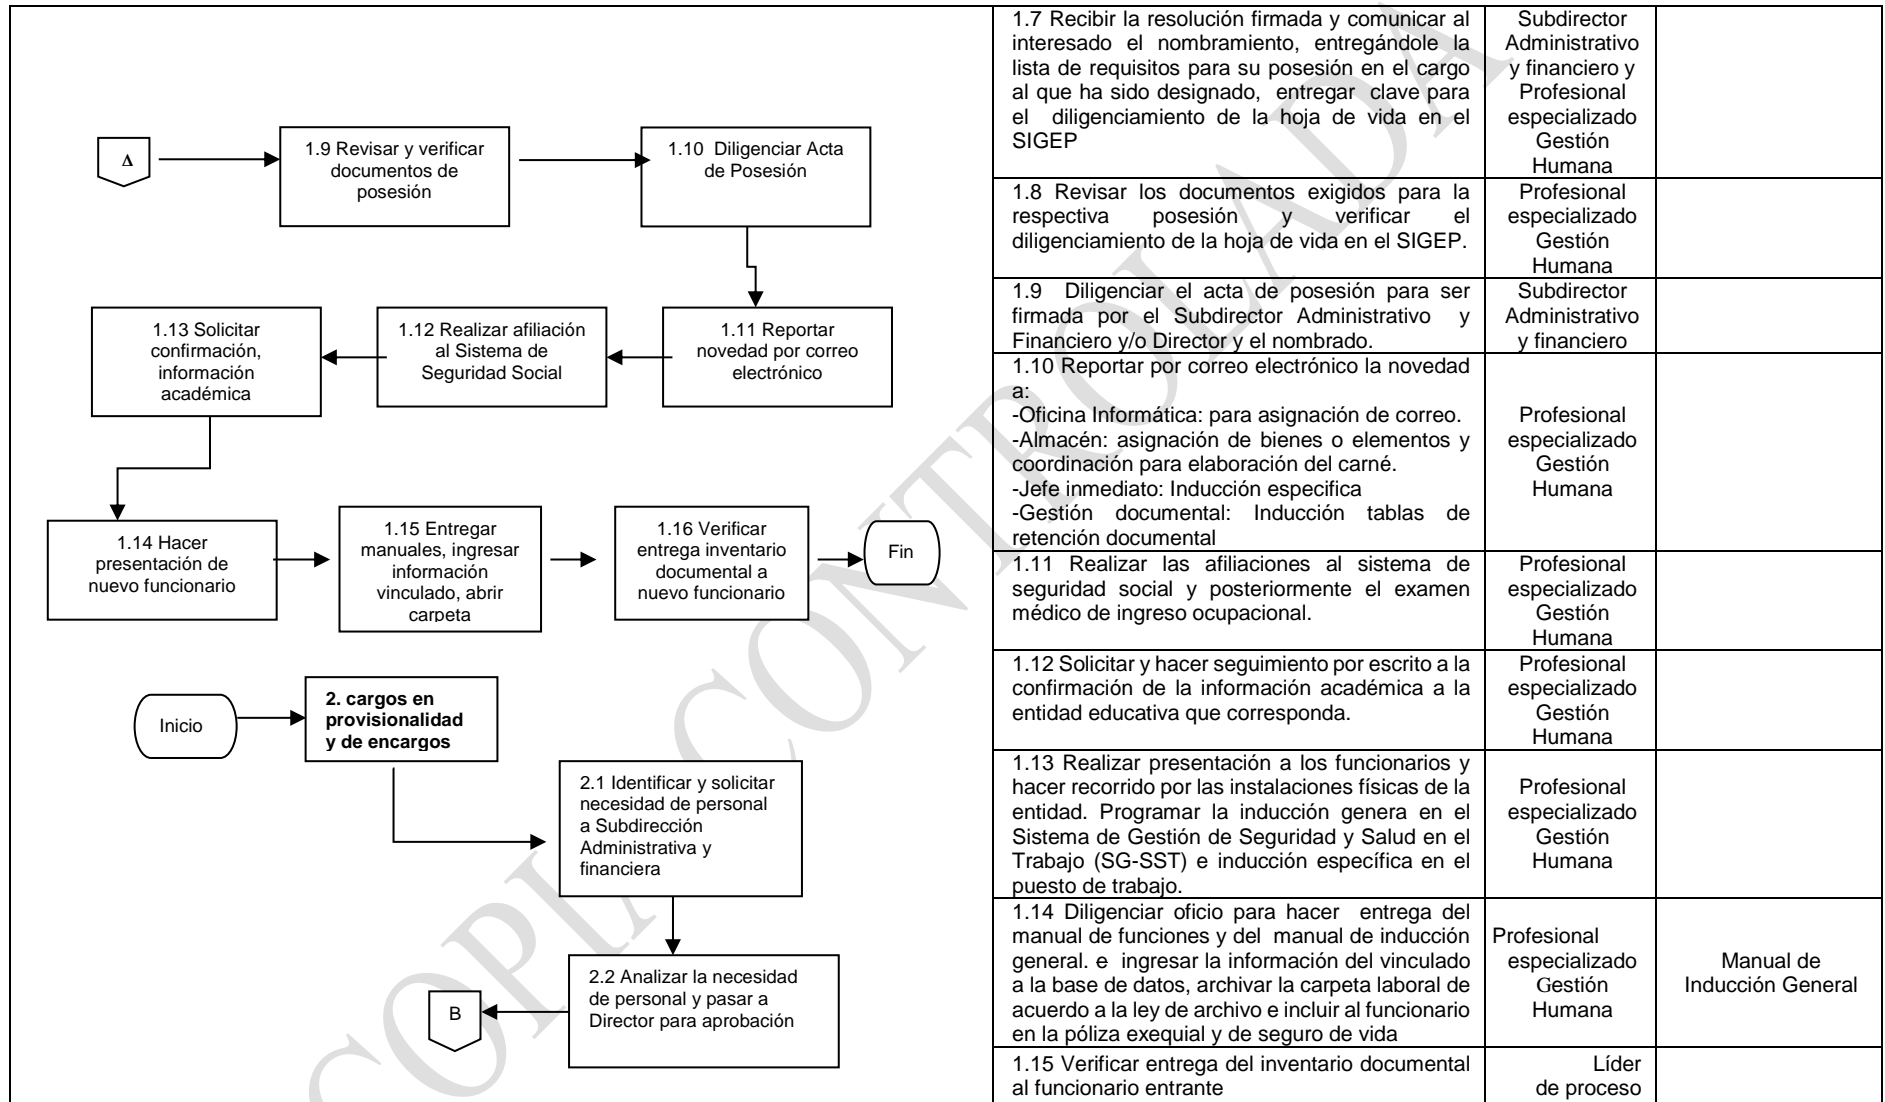 Δ
1.9 Revisar y verificar
documentos de
posesión
1.10 Diligenciar Acta
de Posesión
1.13 Solicitar
confirmación,
información
académica
1.12 Realizar afiliación
al Sistema de
Seguridad Social
1.11 Reportar
novedad por correo
electrónico
1.14 Hacer
presentación de
nuevo funcionario
1.15 Entregar
manuales, ingresar
información
vinculado, abrir
carpeta
1.16 Verificar
entrega inventario
documental a
nuevo funcionario
Fin
Inicio
2. cargos en
provisionalidad
y de encargos
2.1 Identificar y solicitar
necesidad de personal
a Subdirección
Administrativa y
financiera
2.2 Analizar la necesidad
de personal y pasar a
Director para aprobación
B
1.7 Recibir la resolución firmada y comunicar al
interesado el nombramiento, entregándole la
lista de requisitos para su posesión en el cargo
al que ha sido designado, entregar clave para
el diligenciamiento de la hoja de vida en el
SIGEP
Subdirector
Administrativo
y financiero y
Profesional
especializado
Gestión
Humana
1.8 Revisar los documentos exigidos para la
respectiva posesión y verificar el
diligenciamiento de la hoja de vida en el SIGEP.
Profesional
especializado
Gestión
Humana
1.9 Diligenciar el acta de posesión para ser
firmada por el Subdirector Administrativo y
Financiero y/o Director y el nombrado.
Subdirector
Administrativo
y financiero
1.10 Reportar por correo electrónico la novedad
a:
-Oficina Informática: para asignación de correo.
-Almacén: asignación de bienes o elementos y
coordinación para elaboración del carné.
-Jefe inmediato: Inducción especifica
-Gestión documental: Inducción tablas de
retención documental
Profesional
especializado
Gestión
Humana
1.11 Realizar las afiliaciones al sistema de
seguridad social y posteriormente el examen
médico de ingreso ocupacional.
Profesional
especializado
Gestión
Humana
1.12 Solicitar y hacer seguimiento por escrito a la
confirmación de la información académica a la
entidad educativa que corresponda.
Profesional
especializado
Gestión
Humana
1.13 Realizar presentación a los funcionarios y
hacer recorrido por las instalaciones físicas de la
entidad. Programar la inducción genera en el
Sistema de Gestión de Seguridad y Salud en el
Trabajo (SG-SST) e inducción específica en el
puesto de trabajo.
Profesional
especializado
Gestión
Humana
1.14 Diligenciar oficio para hacer entrega del
manual de funciones y del manual de inducción
general. e ingresar la información del vinculado
a la base de datos, archivar la carpeta laboral de
acuerdo a la ley de archivo e incluir al funcionario
en la póliza exequial y de seguro de vida
Profesional
especializado
Gestión
Humana
Manual de
Inducción General
1.15 Verificar entrega del inventario documental
al funcionario entrante
Líder
de proceso
COPIA CONTROLADA